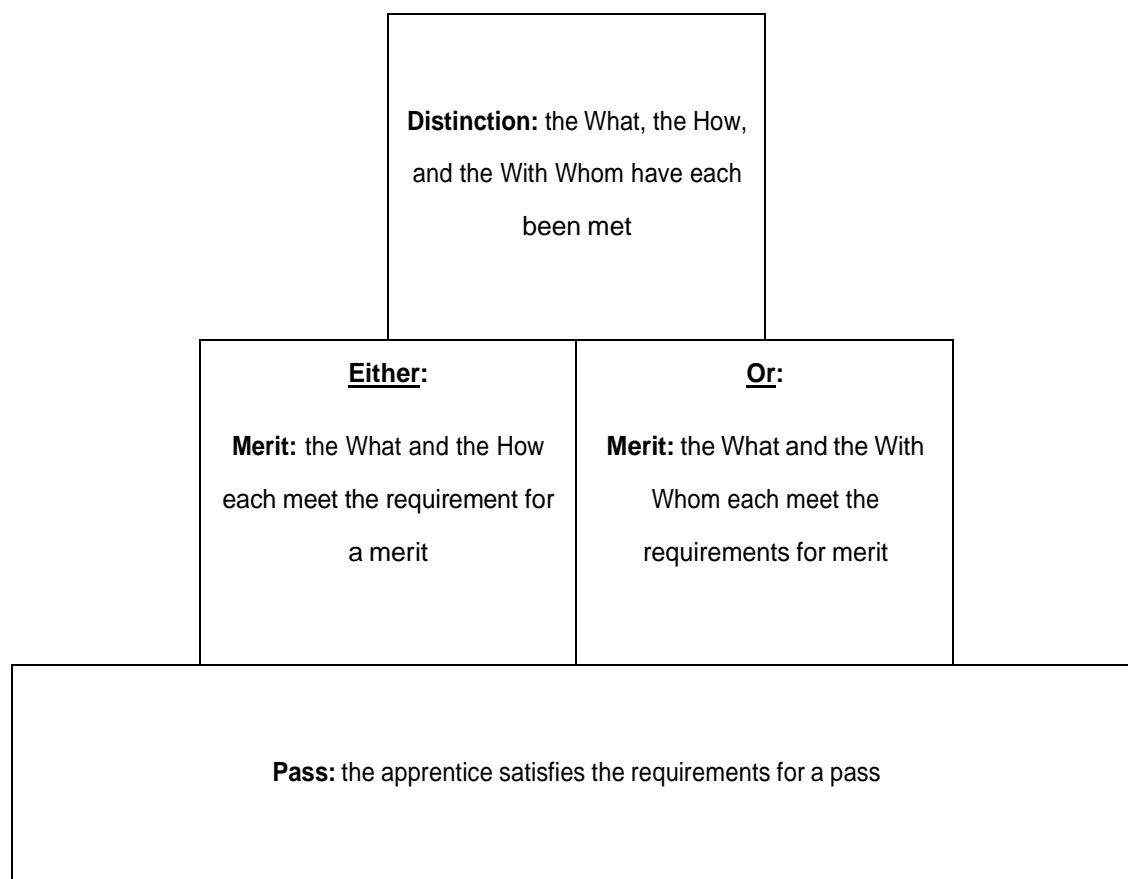 Distinction: the What, the How,
and the With Whom have each
been met
Either:
Merit: the What and the How
each meet the requirement for
a merit
Or:
Merit: the What and the With
Whom each meet the
requirements for merit
Pass: the apprentice satisfies the requirements for a pass